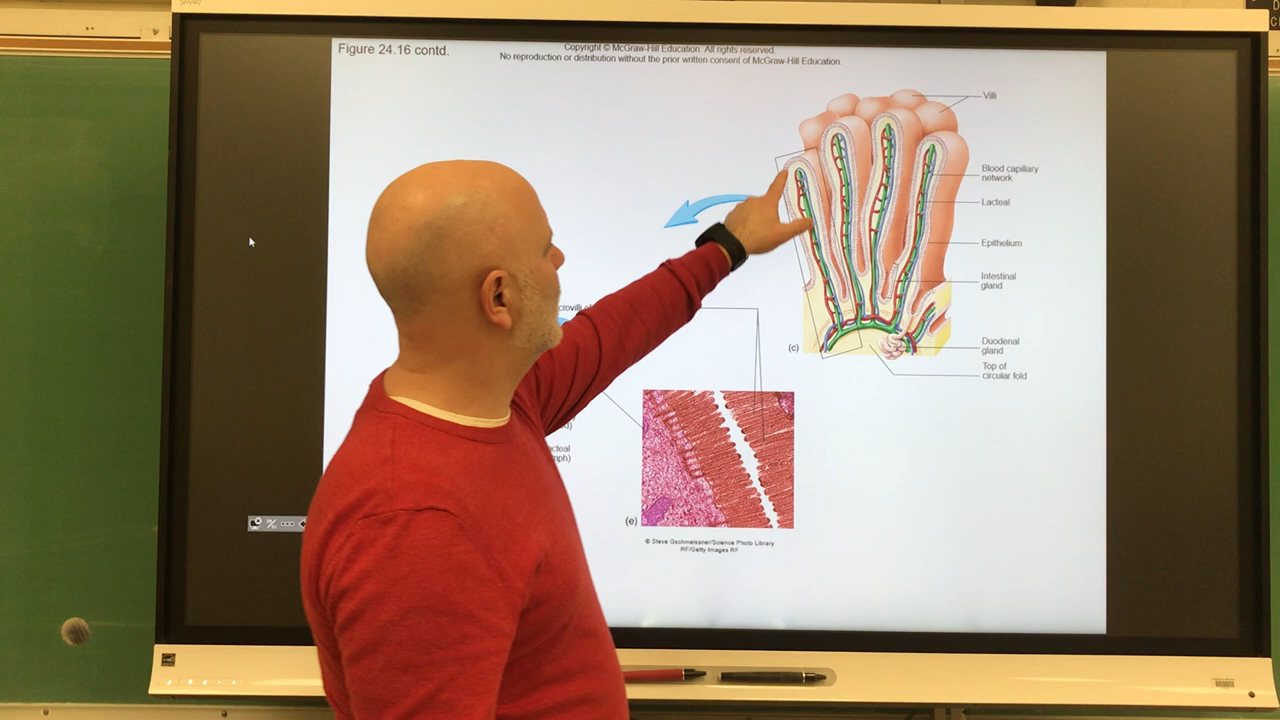 Figure 24.16 contd.
Copyright © McGraw-Hill Education. All rights reserved.
No reproduction or distribution without the prior written consent of McGraw-Hill Education.
Villi
Blood capillary
network
Lacteal
Epithelium
Intestinal
gland
Duodenal
gland
Top of
circular fold
(c)
(e)
© Steve Gschmeissner/Science Photo Library
RF/Getty Images RF